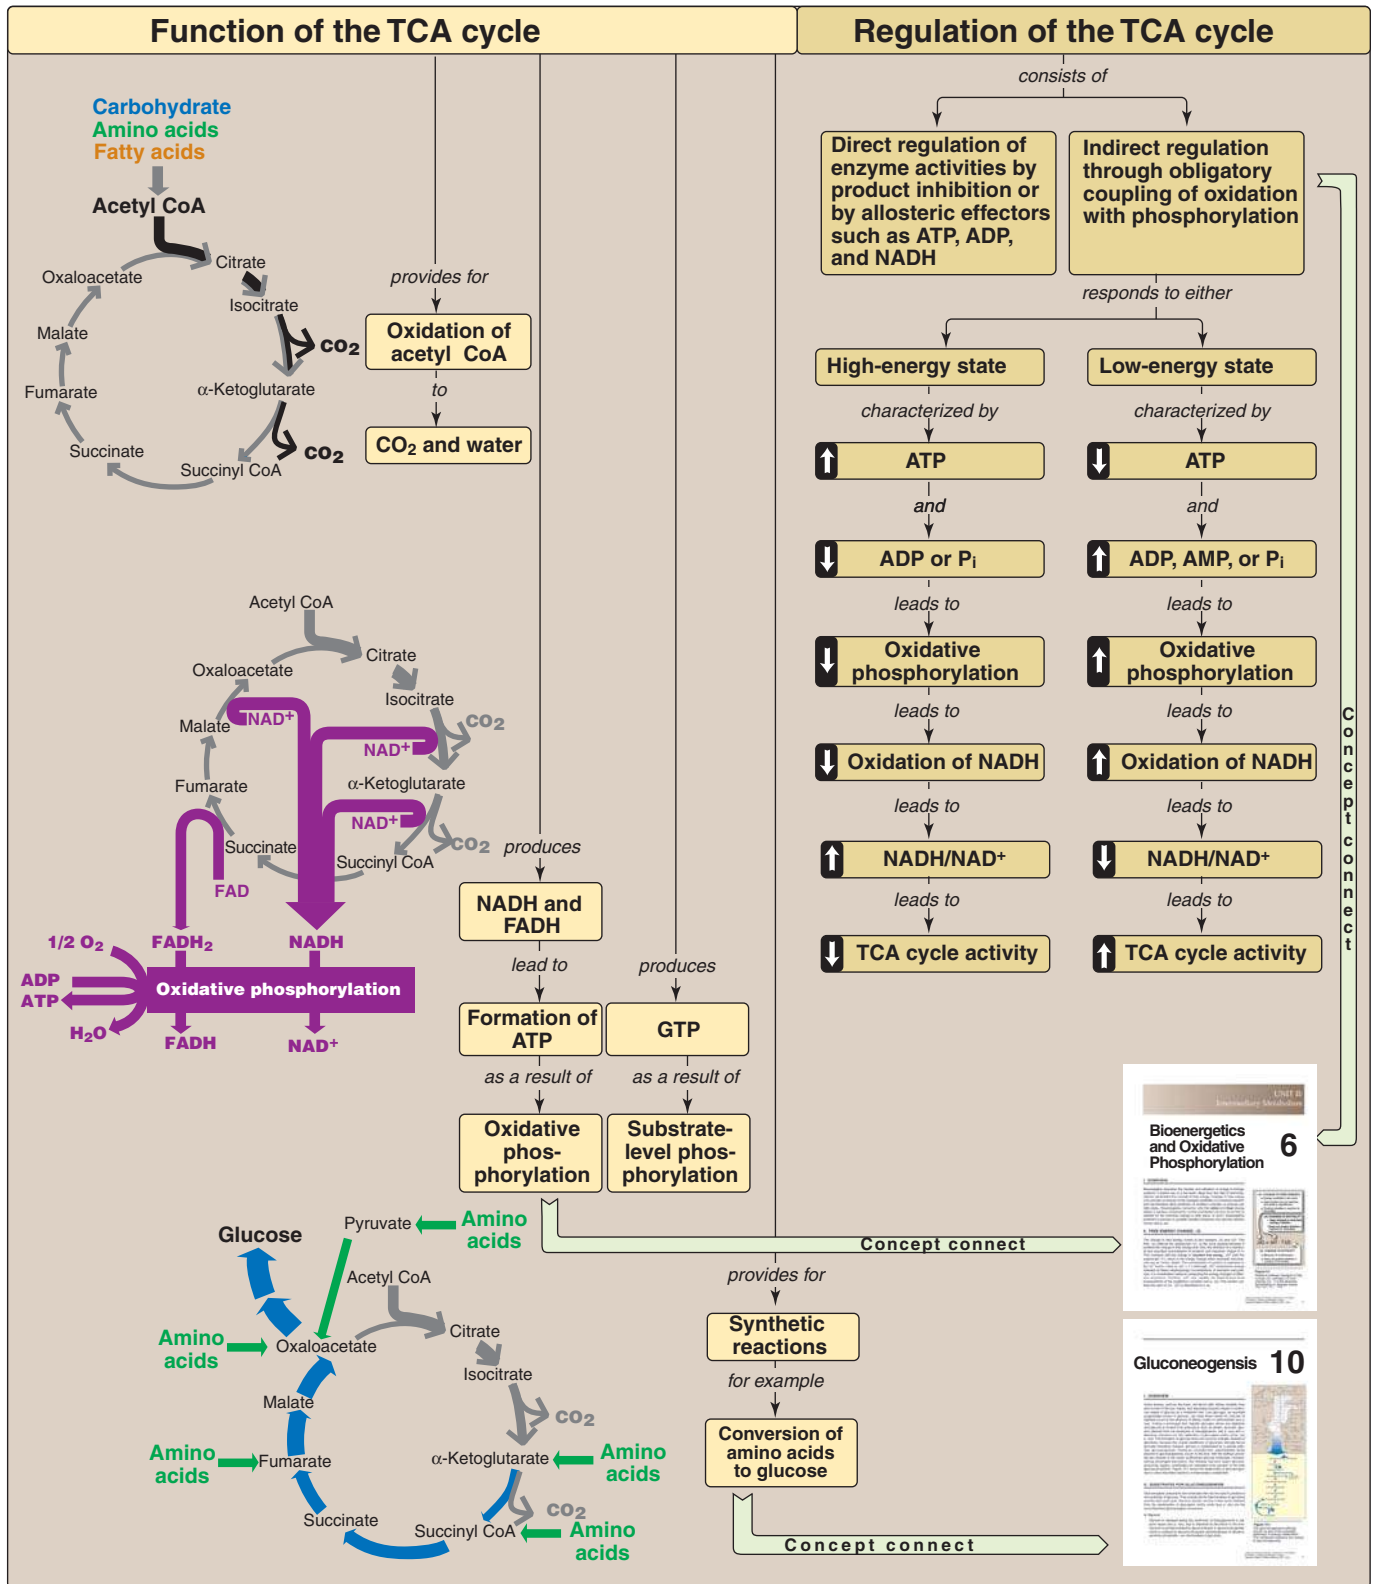 Function of the TCA cycle
Regulation of the TCA cycle
Carbohydrate
Amino acids
Fatty acids
Acetyl CoA
Citrate
Isocitrate
CO2
α-Ketoglutarate
CO2
Succinyl CoA
Succinate
Fumarate
Malate
Oxaloacetate
provides for
Oxidation of
acetyl CoA
to
CO2 and water
Acetyl CoA
Citrate
Isocitrate
CO2
NAD+
α-Ketoglutarate
NAD+
CO2
Succinyl CoA
Succinate
FAD
Fumarate
Malate
NAD+
Oxaloacetate
1/2 O2
FADH2
NADH
ADP
ATP
Oxidative phosphorylation
H2O
FADH
NAD+
produces
NADH and
FADH
lead to
Formation of
ATP
as a result of
Oxidative
phos-
phorylation
produces
GTP
as a result of
Substrate-
level phos-
phorylation
Concept connect
Glucose
Pyruvate
Amino
acids
Acetyl CoA
Amino
acids
Oxaloacetate
Citrate
Isocitrate
CO2
Malate
Amino
acids
Fumarate
α-Ketoglutarate
Amino
acids
CO2
Succinate
Succinyl CoA
Amino
acids
provides for
Synthetic
reactions
for example
Conversion of
amino acids
to glucose
Concept connect
consists of
Direct regulation of
enzyme activities by
product inhibition or
by allosteric effectors
such as ATP, ADP,
and NADH
Indirect regulation
through obligatory
coupling of oxidation
with phosphorylation
responds to either
High-energy state
characterized by
ATP
and
ADP or Pi
leads to
Oxidative
phosphorylation
leads to
Oxidation of NADH
leads to
NADH/NAD+
leads to
TCA cycle activity
Low-energy state
characterized by
ATP
and
ADP, AMP, or Pi
leads to
Oxidative
phosphorylation
leads to
Oxidation of NADH
leads to
NADH/NAD+
leads to
TCA cycle activity
Concept connect
UNIT II:
Intermediary Metabolism
Bioenergetics
and Oxidative
Phosphorylation
6
Gluconeogensis 10